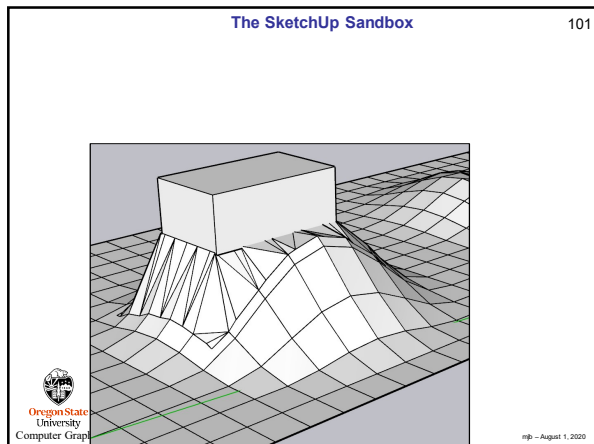 The SketchUp Sandbox
101
Oregon State
University
Computer Grap
mjb – August 1, 2020